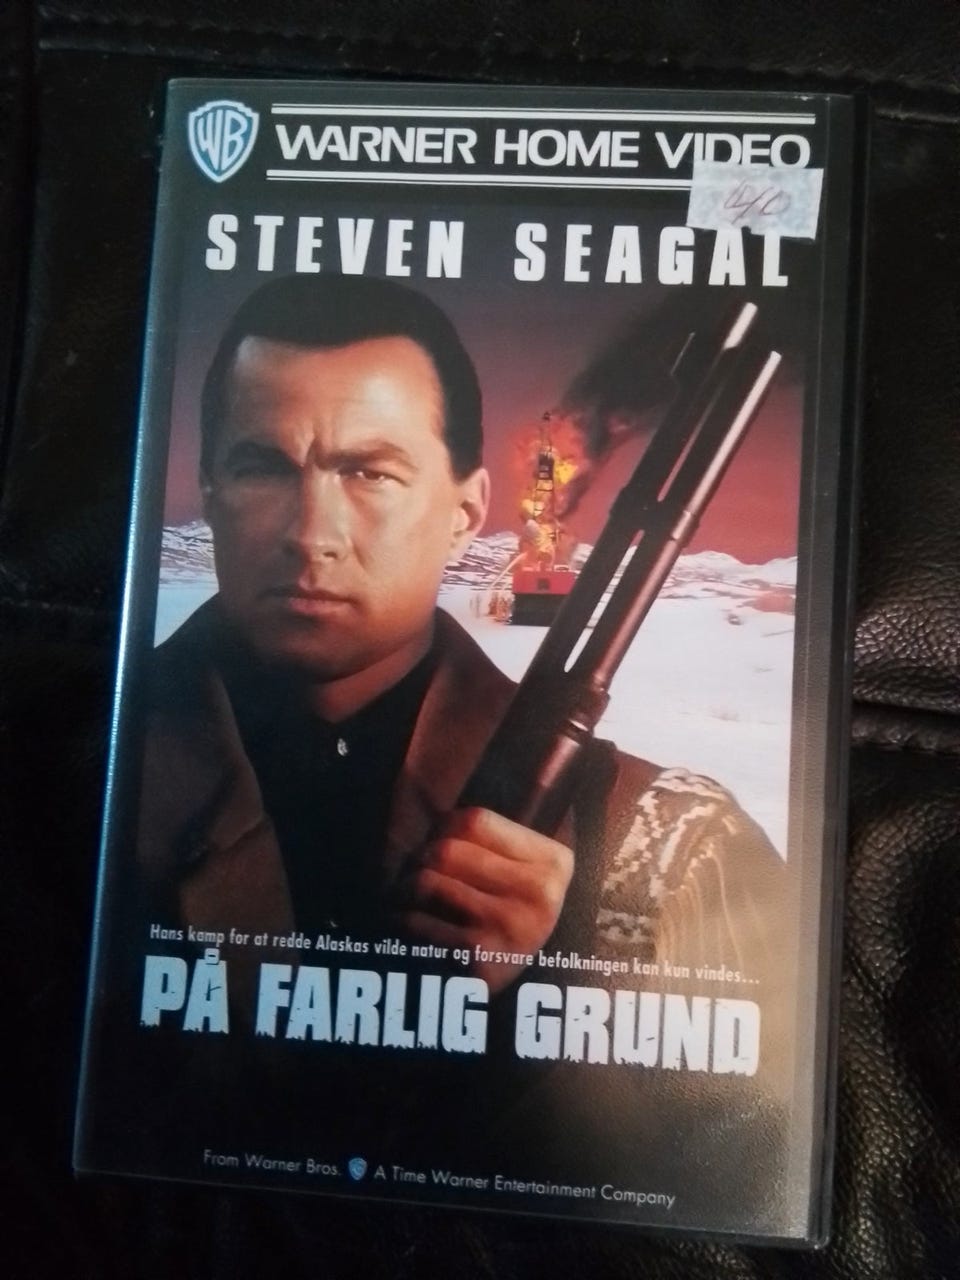 WB WARNER HOME VIDEO
STEVEN SEAGAL
Hans kamp for at redde Alaskas vilde natur og forsvare befolkningen kan kun vindes...
PÅ FARLIG GRUND
From Warner Bros. A Time Warner Entertainment Company